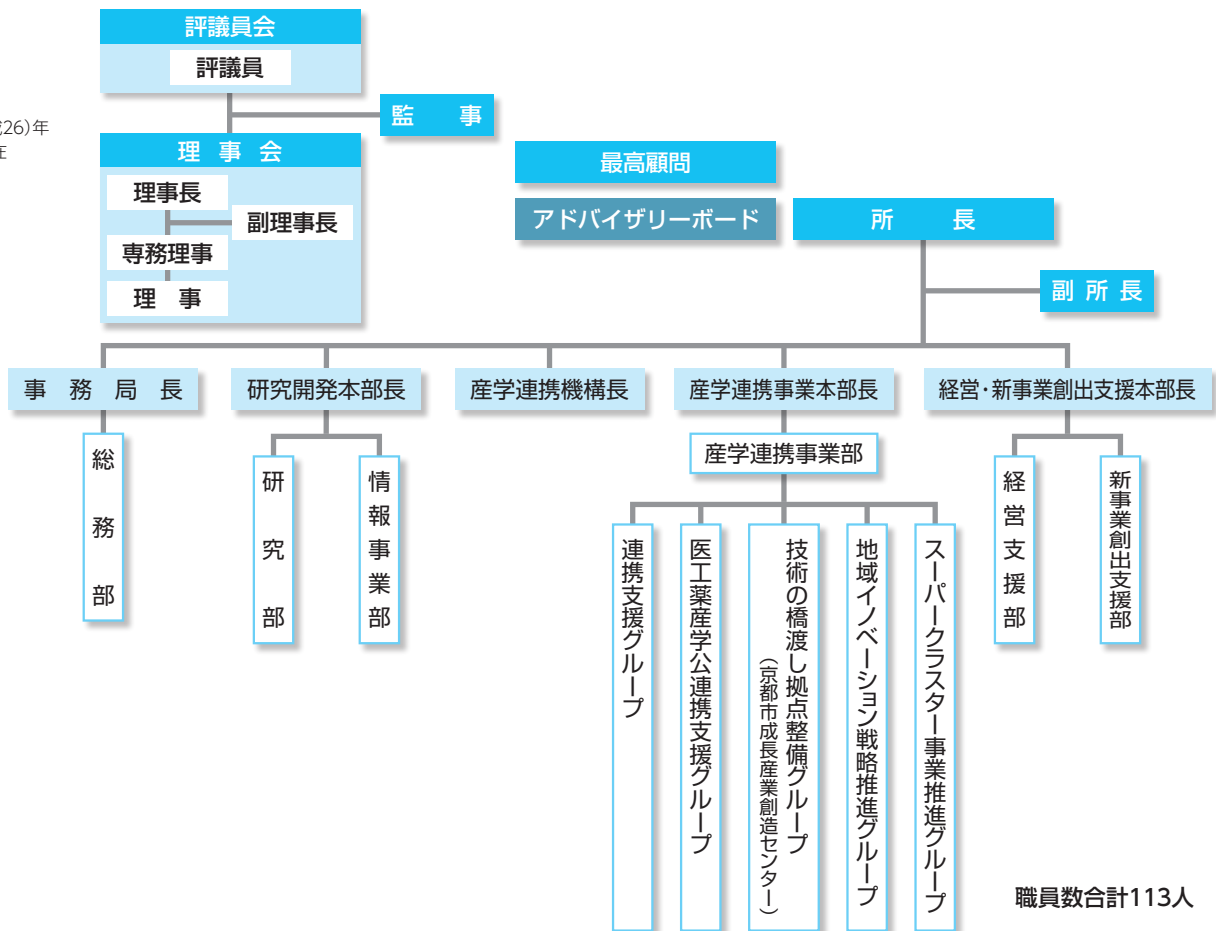 評議員会
評議員
監　事
26)年
理 事 会
理事長
副理事長
専務理事
理　事
最高顧問
アドバイザリーボード
所　長
副 所 長
事 務 局 長
研究開発本部長
産学連携機構長
産学連携事業本部長
経営・新事業創出支援本部長
総務部
研究部
情報事業部
産学連携事業部
連携支援グループ
医工薬産学公連携支援グループ
技術の橋渡し拠点整備グループ
（京都市成長産業創造センター）
地域イノベーション戦略推進グループ
スーパークラスター事業推進グループ
経営支援部
新事業創出支援部
職員数合計113人